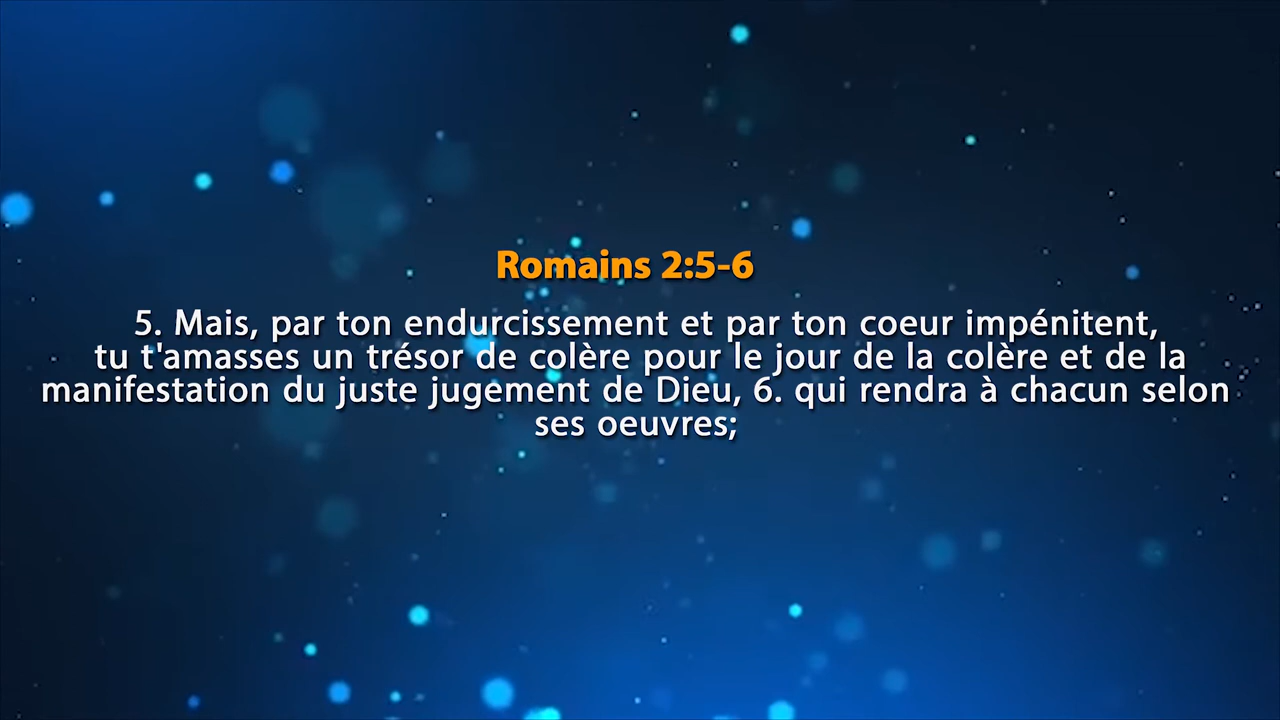 Romains 2:5-6
5. Mais, par ton endurcissement et par ton coeur impénitent,
tu t'amasses un trésor de colère pour le jour de la colère et de la
manifestation du juste jugement de Dieu, 6. qui rendra à chacun selon
ses oeuvres;